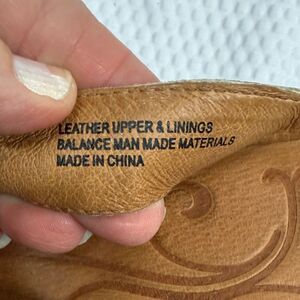 LEATHER UPPER & LININGS
BALANCE MAN MADE MATERIALS
MADE IN CHINA